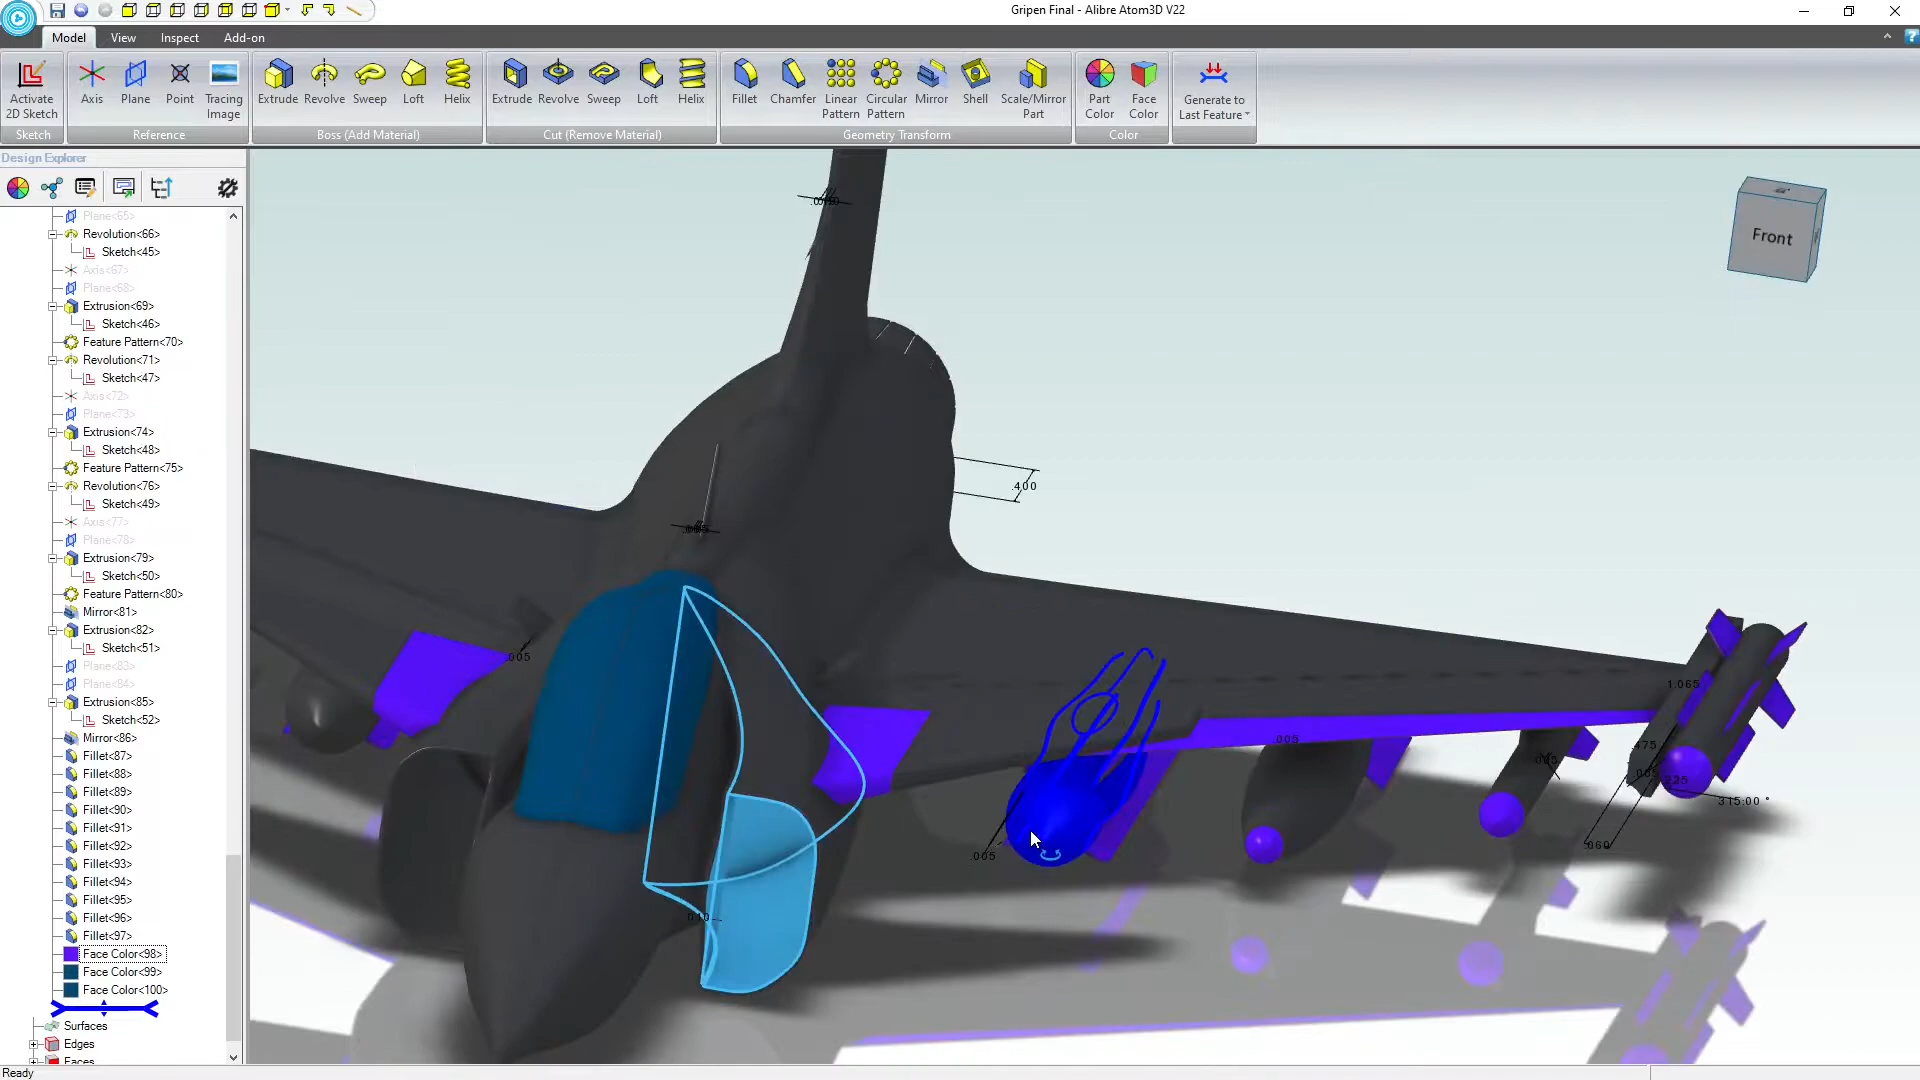 Gripen Final - Alibre Atom3D V22
Model View Inspect Add-on
Activate
2D Sketch
Sketch
Axis Plane Point Tracing
Image
Reference
Extrude Revolve Sweep Loft Helix
Boss (Add Material)
Extrude Revolve Sweep Loft Helix
Cut (Remove Material)
Fillet Chamfer Linear
Pattern Circular
Pattern Mirror Shell Scale/Mirror
Part
Geometry Transform
Part
Color Face
Color
Color
Generate to
Last Feature
Design Explorer
Plane<65>
Revolution<66>
Sketch<45>
Axis<67>
Plane<68>
Extrusion<69>
Sketch<46>
Feature Pattern<70>
Revolution<71>
Sketch<47>
Axis<72>
Plane<73>
Extrusion<74>
Sketch<48>
Feature Pattern<75>
Revolution<76>
Sketch<49>
Axis<77>
Plane<78>
Extrusion<79>
Sketch<50>
Feature Pattern<80>
Mirror<81>
Extrusion<82>
Sketch<51>
Plane<83>
Plane<84>
Extrusion<85>
Sketch<52>
Mirror<86>
Fillet<87>
Fillet<88>
Fillet<89>
Fillet<90>
Fillet<91>
Fillet<92>
Fillet<93>
Fillet<94>
Fillet<95>
Fillet<96>
Fillet<97>
Face Color<98>
Face Color<99>
Face Color<100>
Surfaces
Edges
Faces
Ready
Front
.400
.005
1.065
.005
.475
315.00 °
.060
.005